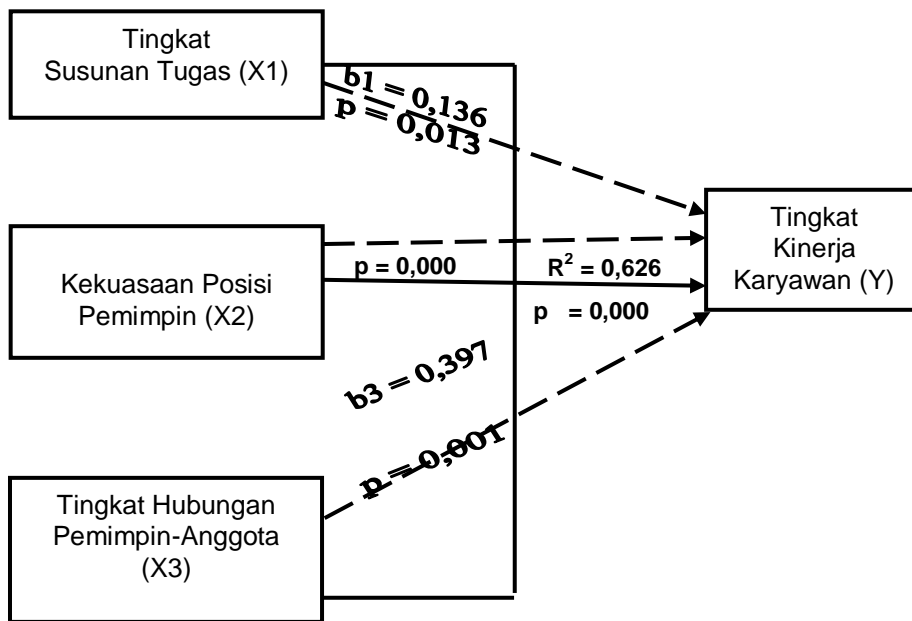 Tingkat
Susunan Tugas (X1)
b1 = 0,136
p = 0,013
Tingkat
Kinerja
Karyawan (Y)
Kekuasaan Posisi
Pemimpin (X2)
p = 0,000
R² = 0,626
p = 0,000
b3 = 0,397
p = 0,001
Tingkat Hubungan
Pemimpin-Anggota
(X3)